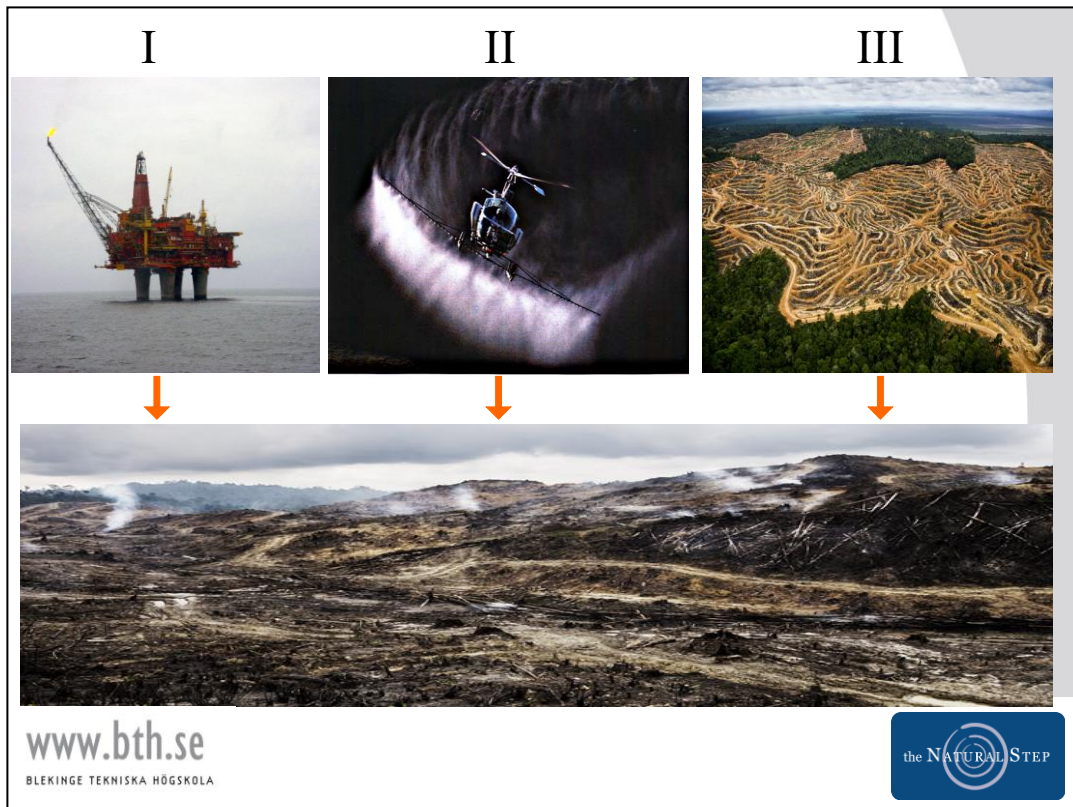 I
II
III
www.bth.se
BLEKINGE TEKNISKA HÖGSKOLA
the NATURAL STEP